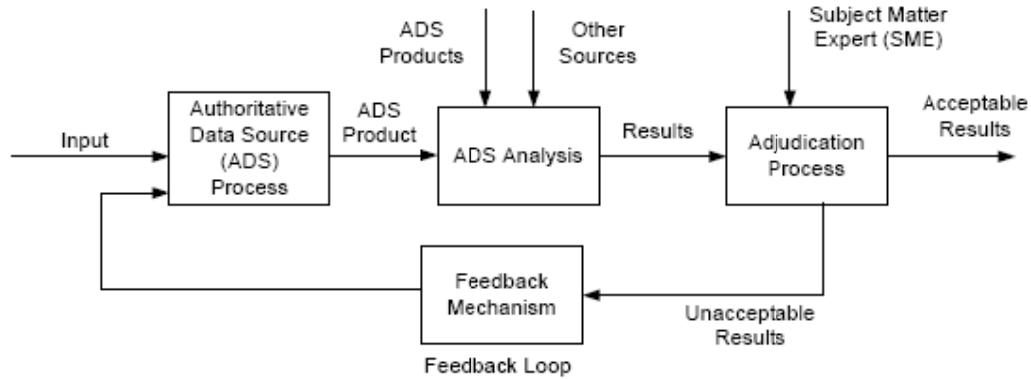 ADS
Products
Other
Sources
Subject Matter
Expert (SME)
Input
Authoritative
Data Source
(ADS)
Process
ADS
Product
ADS Analysis
Results
Adjudication
Process
Acceptable
Results
Feedback
Mechanism
Unacceptable
Results
Feedback Loop